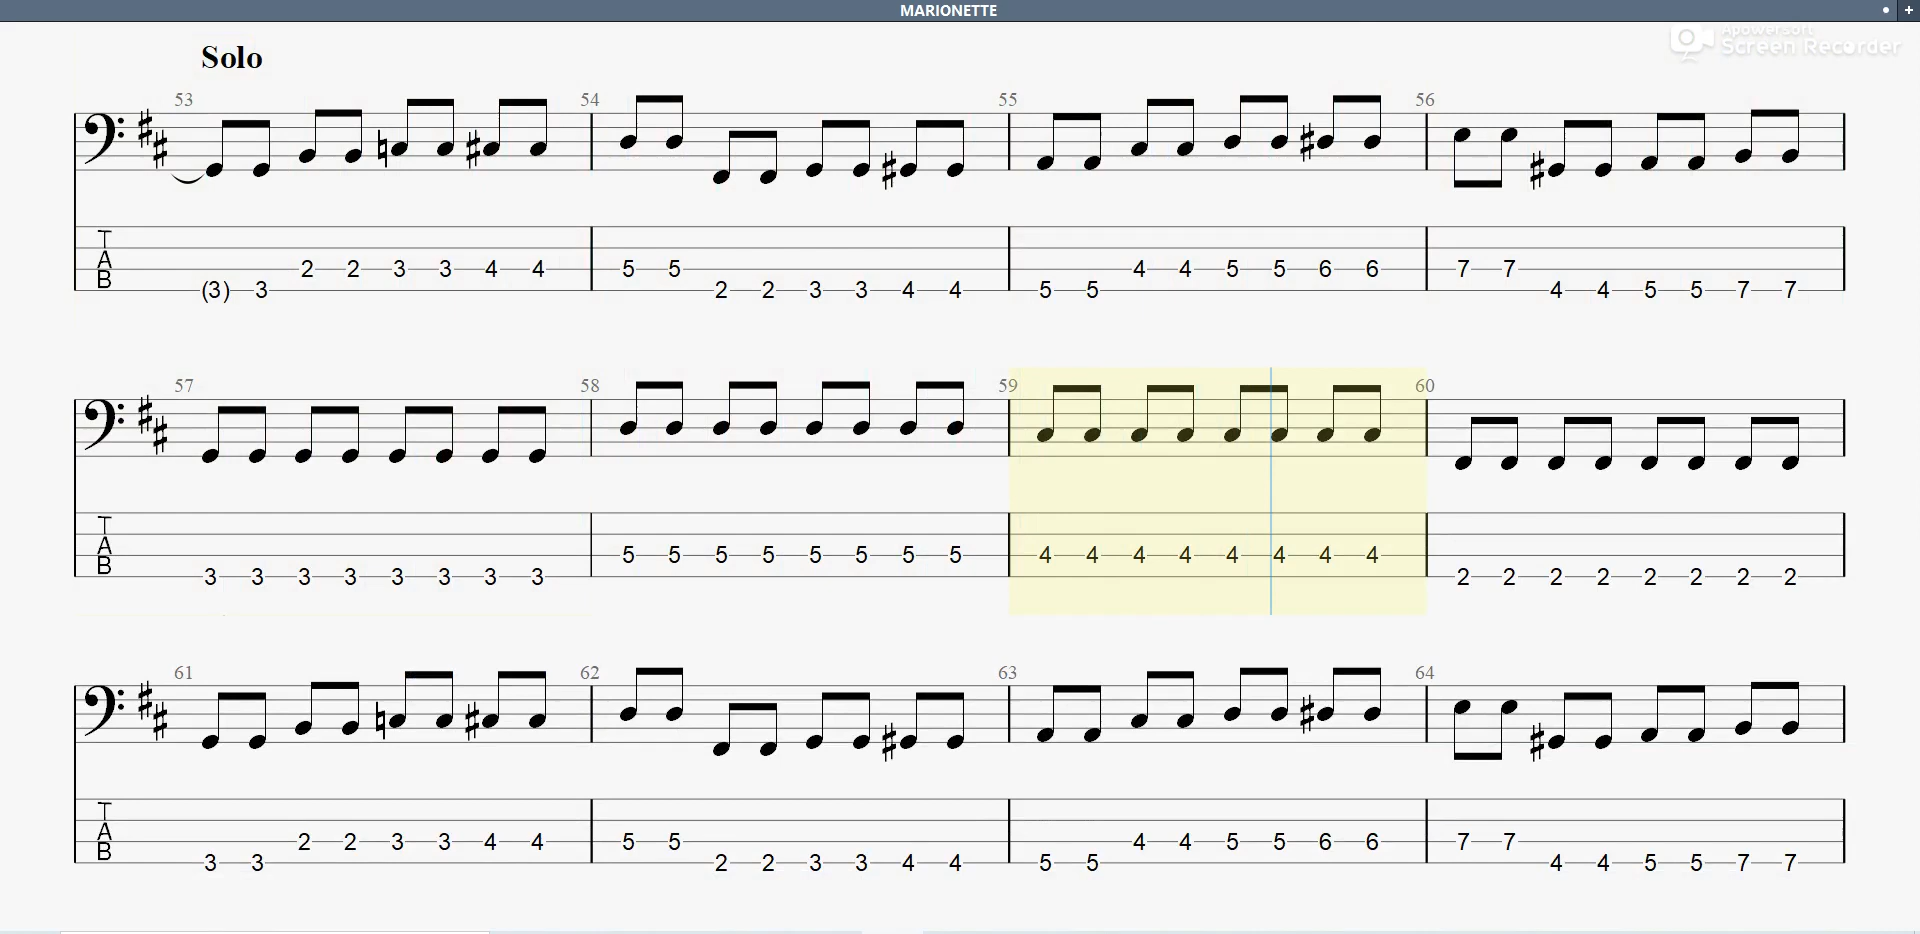 MARIONETTE
Apowersoft
Screen Recorder
Solo
53 54 55 56
T
A
B
2 2 3 3 4 4 5 5 4 4 5 5 6 6 7 7
(3) 3 2 2 3 3 4 4 5 5 4 4 5 5 7 7
57 58 59 60
T
A
B
5 5 5 5 5 5 5 5 4 4 4 4 4 4 4 4
3 3 3 3 3 3 3 3 2 2 2 2 2 2 2 2
61 62 63 64
T
A
B
2 2 3 3 4 4 5 5 4 4 5 5 6 6 7 7
3 3 2 2 3 3 4 4 5 5 4 4 5 5 7 7